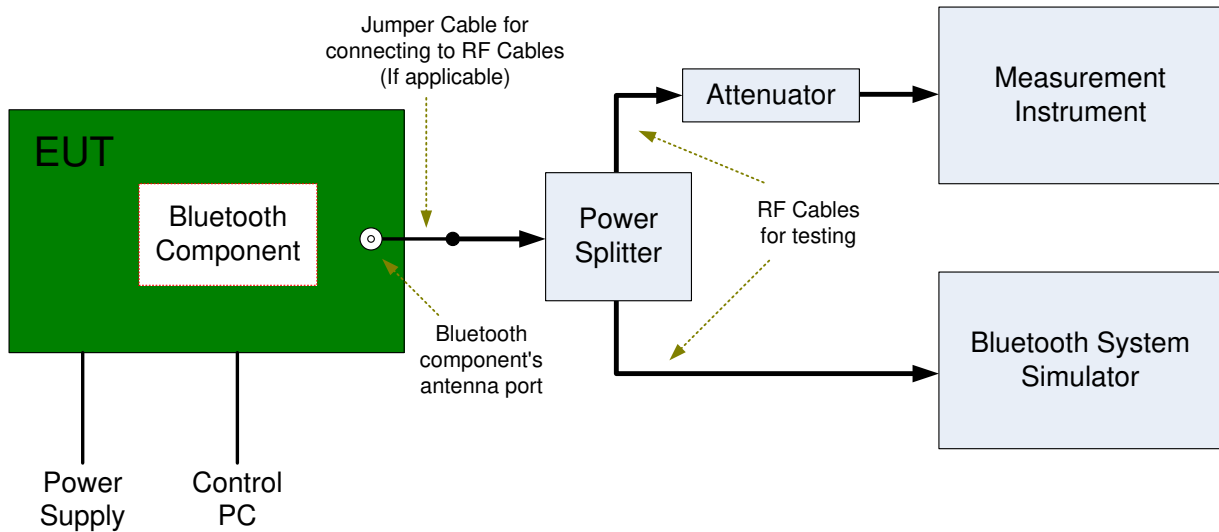 Jumper Cable for
connecting to RF Cables
(If applicable)
EUT
Bluetooth
Component
Bluetooth
component's
antenna port
Power
Supply
Control
PC
Power
Splitter
Attenuator
RF Cables
for testing
Measurement
Instrument
Bluetooth System
Simulator